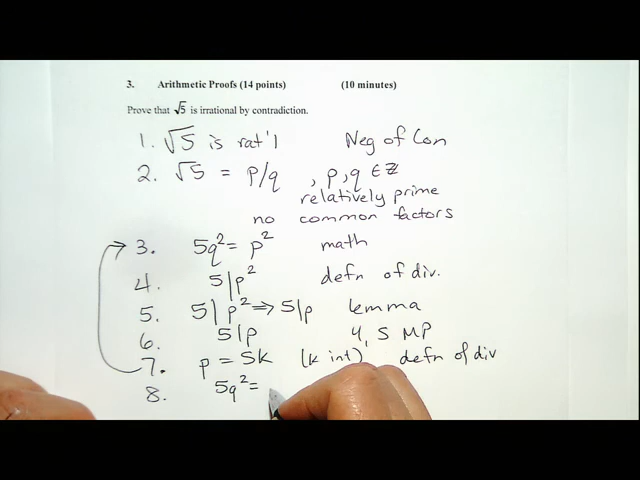 3. Arithmetic Proofs (14 points) (10 minutes)
Prove that √5 is irrational by contradiction.
1. √5 is rat'l Neg of Con
2. √5 = p/q , p,q ∈ ℤ
relatively prime
no common factors
3. 5q² = p² math
4. 5|p² defn of div.
5. 5|p² ⇒ 5|p lemma
6. 5|p 4,5 MP
7. p = 5k (k int) defn of div
8. 5q² =